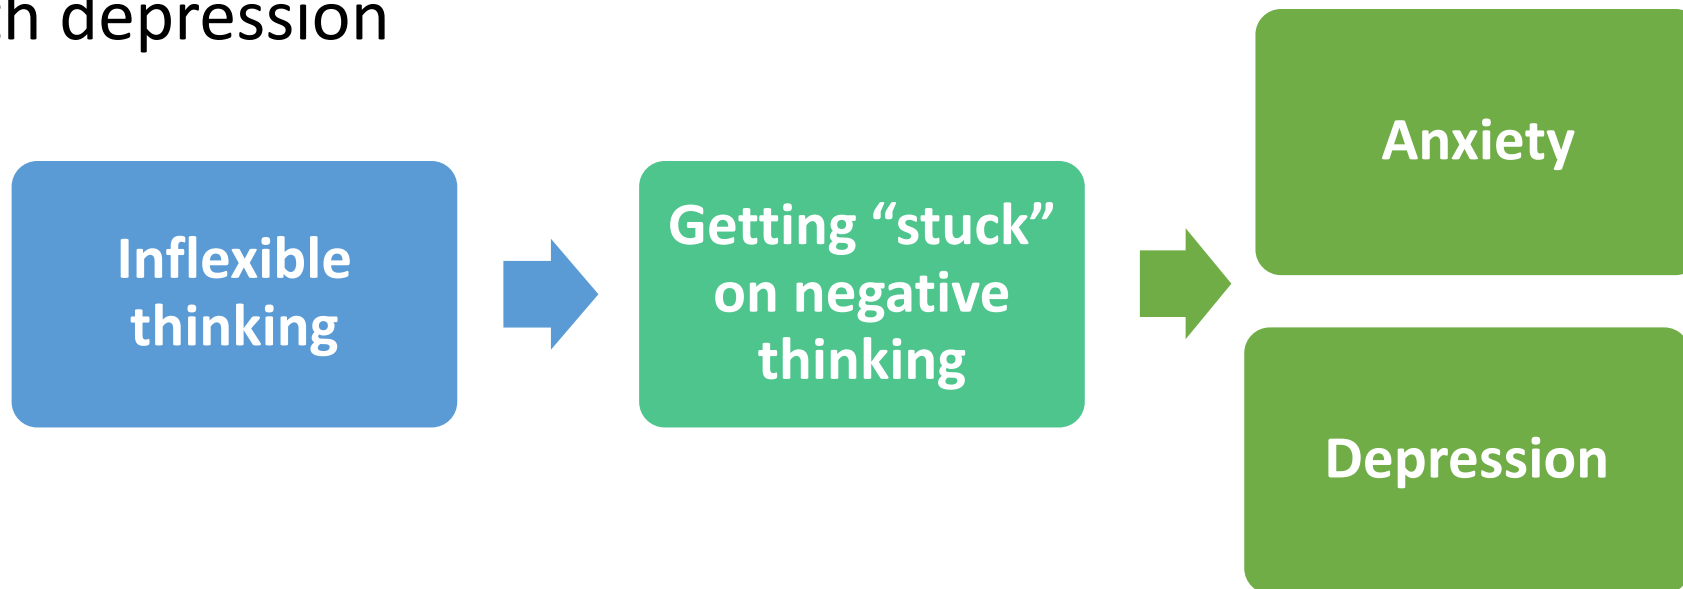 depression
Inflexible
thinking
Getting “stuck”
on negative
thinking
Anxiety
Depression